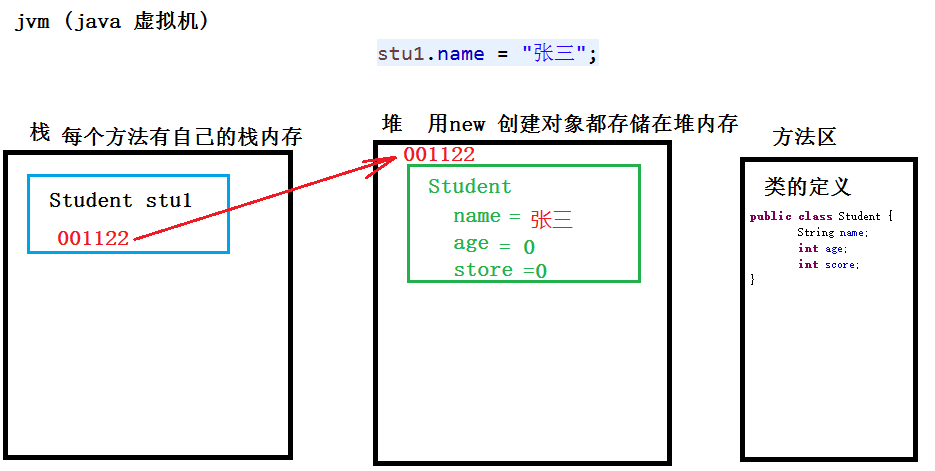 jvm (java 虚拟机)
stu1.name = "张三";
栈 每个方法有自己的栈内存
堆 用new 创建对象都存储在堆内存
方法区
Student stu1
001122
001122
Student
name = 张三
age = 0
store =0
类的定义
public class Student {
String name;
int age;
int score;
}